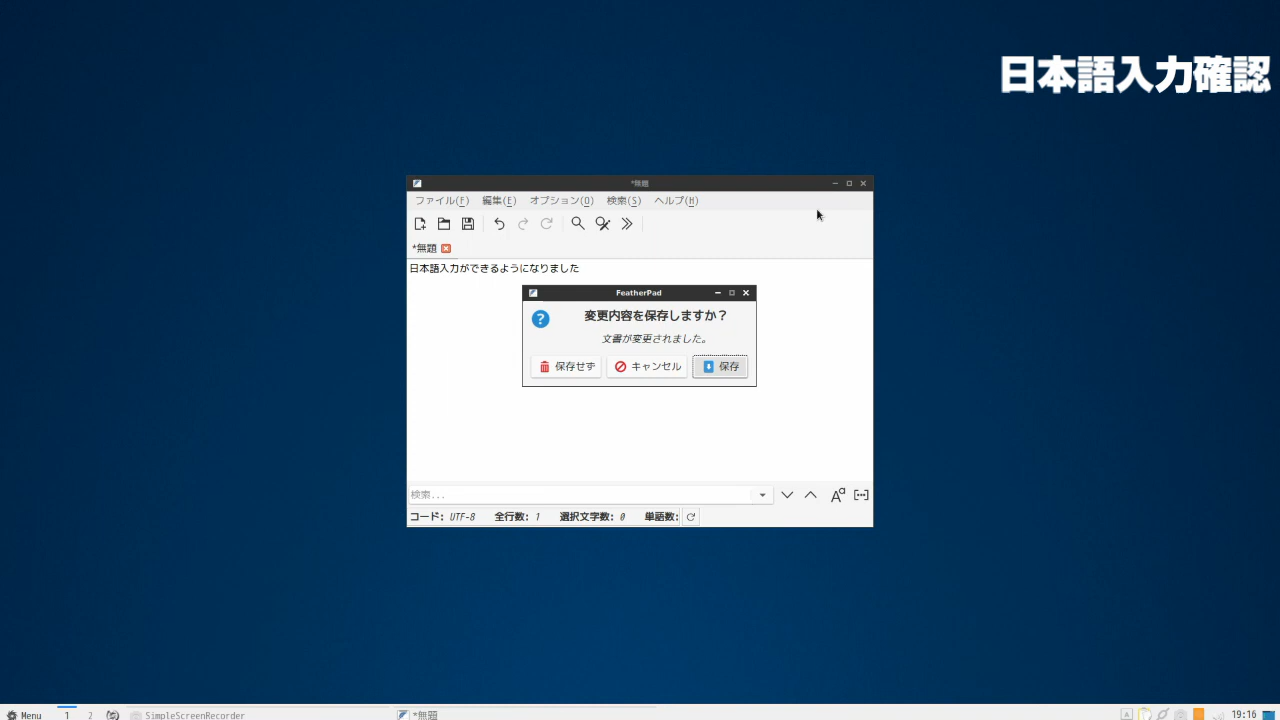 日本語入力確認
*無題
ファイル(F) 編集(E) オプション(O) 検索(S) ヘルプ(H)
*無題
日本語入力ができるようになりました
FeatherPad
変更内容を保存しますか？
文書が変更されました。
保存せず キャンセル 保存
検索...
コード: UTF-8 全行数: 1 選択文字数: 0 単語数:
Menu 1 2 SimpleScreenRecorder *無題 19:16